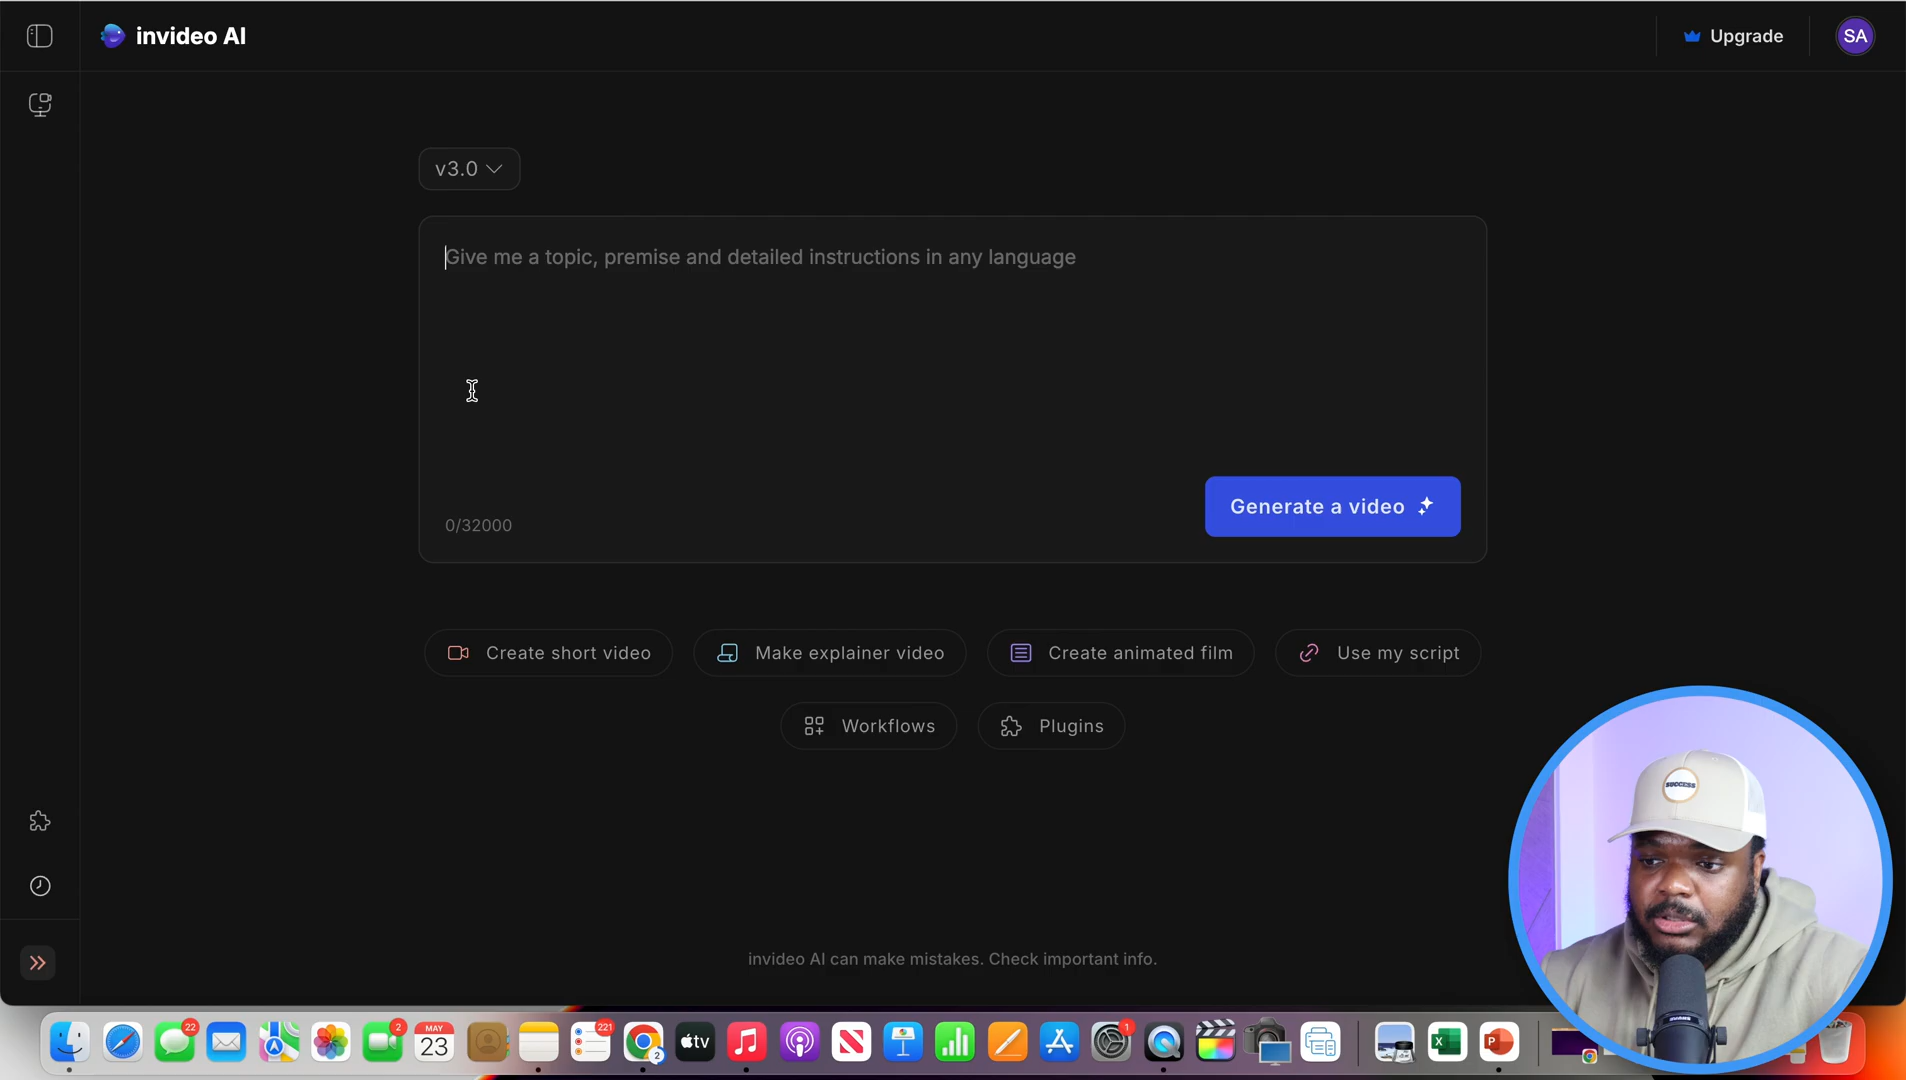 invideo AI
Upgrade
SA
v3.0
Give me a topic, premise and detailed instructions in any language
0/32000
Generate a video
Create short video
Make explainer video
Create animated film
Use my script
Workflows
Plugins
SUCCESS
invideo AI can make mistakes. Check important info.
22
2
MAY
23
221
2
tv
1
X
P